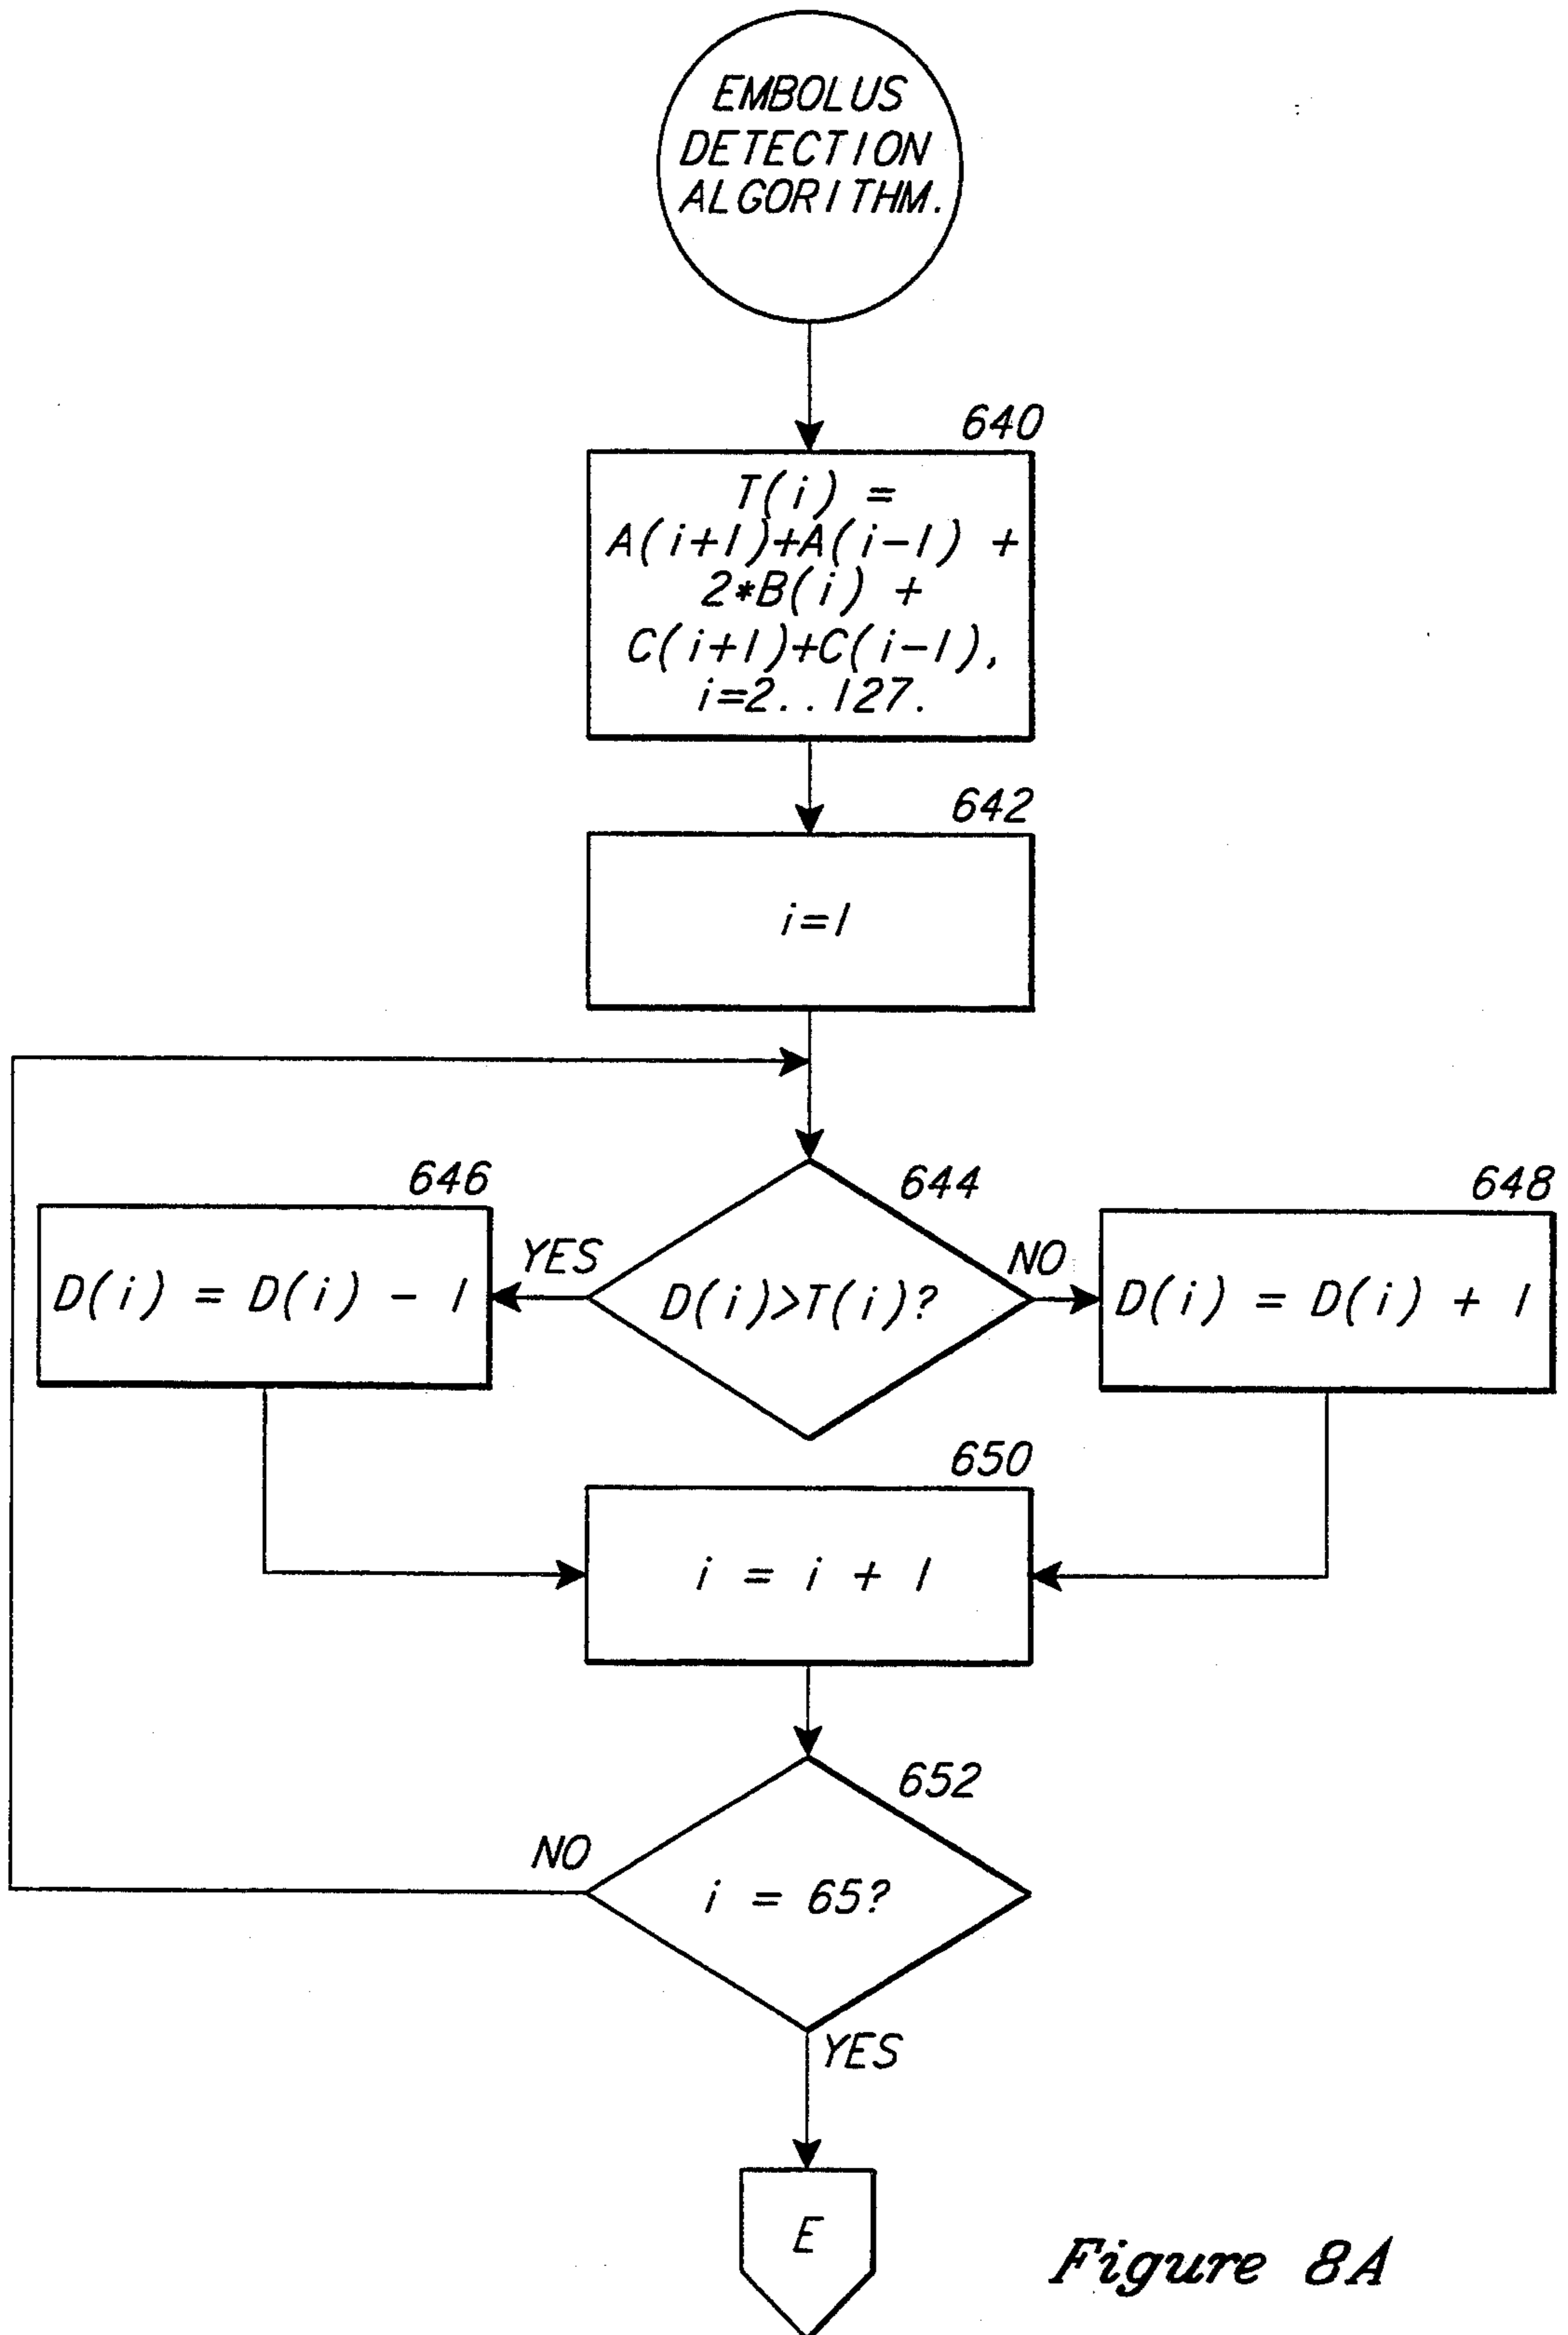 EMBOLUS
DETECTION
ALGORITHM.
640
T(i) =
A(i+1)+A(i-1) +
2*B(i) +
C(i+1)+C(i-1),
i=2..127.
642
i=1
644
D(i)>T(i)?
YES
NO
646
D(i) = D(i) - 1
648
D(i) = D(i) + 1
650
i = i + 1
652
i = 65?
NO
YES
E
Figure 8A